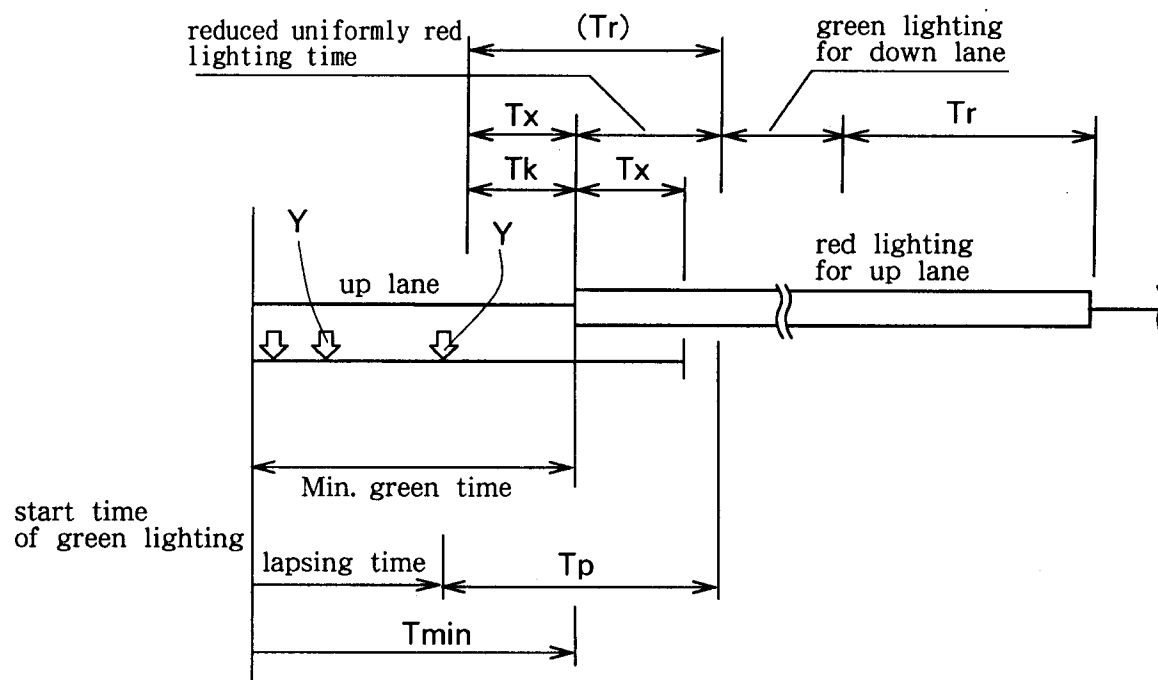 reduced uniformly red
lighting time
(Tr)
green lighting
for down lane
Tx
Tr
Tk
Tx
Y
Y
up lane
red lighting
for up lane
Min. green time
start time
of green lighting
lapsing time
Tp
Tmin